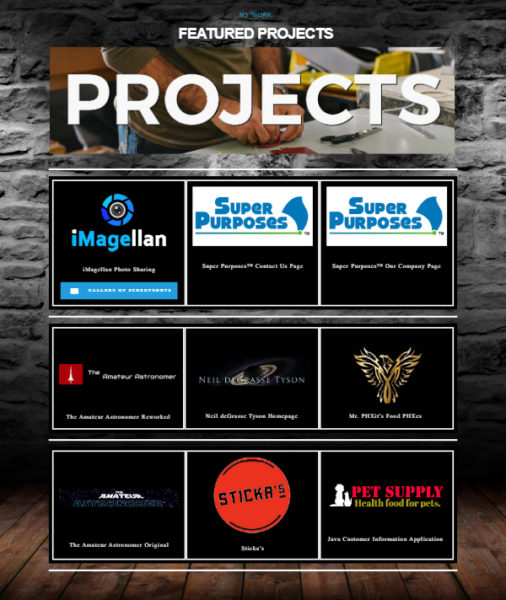 MY WORK
FEATURED PROJECTS
PROJECTS
iMagellan
iMagellan Photo Sharing
GALLERY OF SCREENSHOTS
SUPER PURPOSES™
Super Purposes™ Contact Us Page
SUPER PURPOSES™
Super Purposes™ Our Company Page
The Amateur Astronomer
The Amateur Astronomer Reworked
NEIL DEGRASSE TYSON
Neil deGrasse Tyson Homepage
Mr. PHXit's Food PHXes
THE AMATEUR ASTRONOMER
The Amateur Astronomer Original
STICKA'S
Sticka's
PET SUPPLY
Health food for pets.
Java Customer Information Application